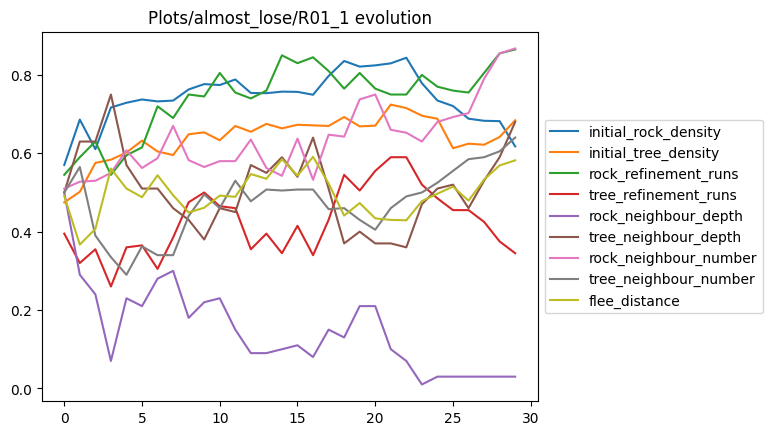 Plots/almost_lose/R01_1 evolution
0.8
0.6
0.4
0.2
0.0
0 5 10 15 20 25 30
initial_rock_density
initial_tree_density
rock_refinement_runs
tree_refinement_runs
rock_neighbour_depth
tree_neighbour_depth
rock_neighbour_number
tree_neighbour_number
flee_distance